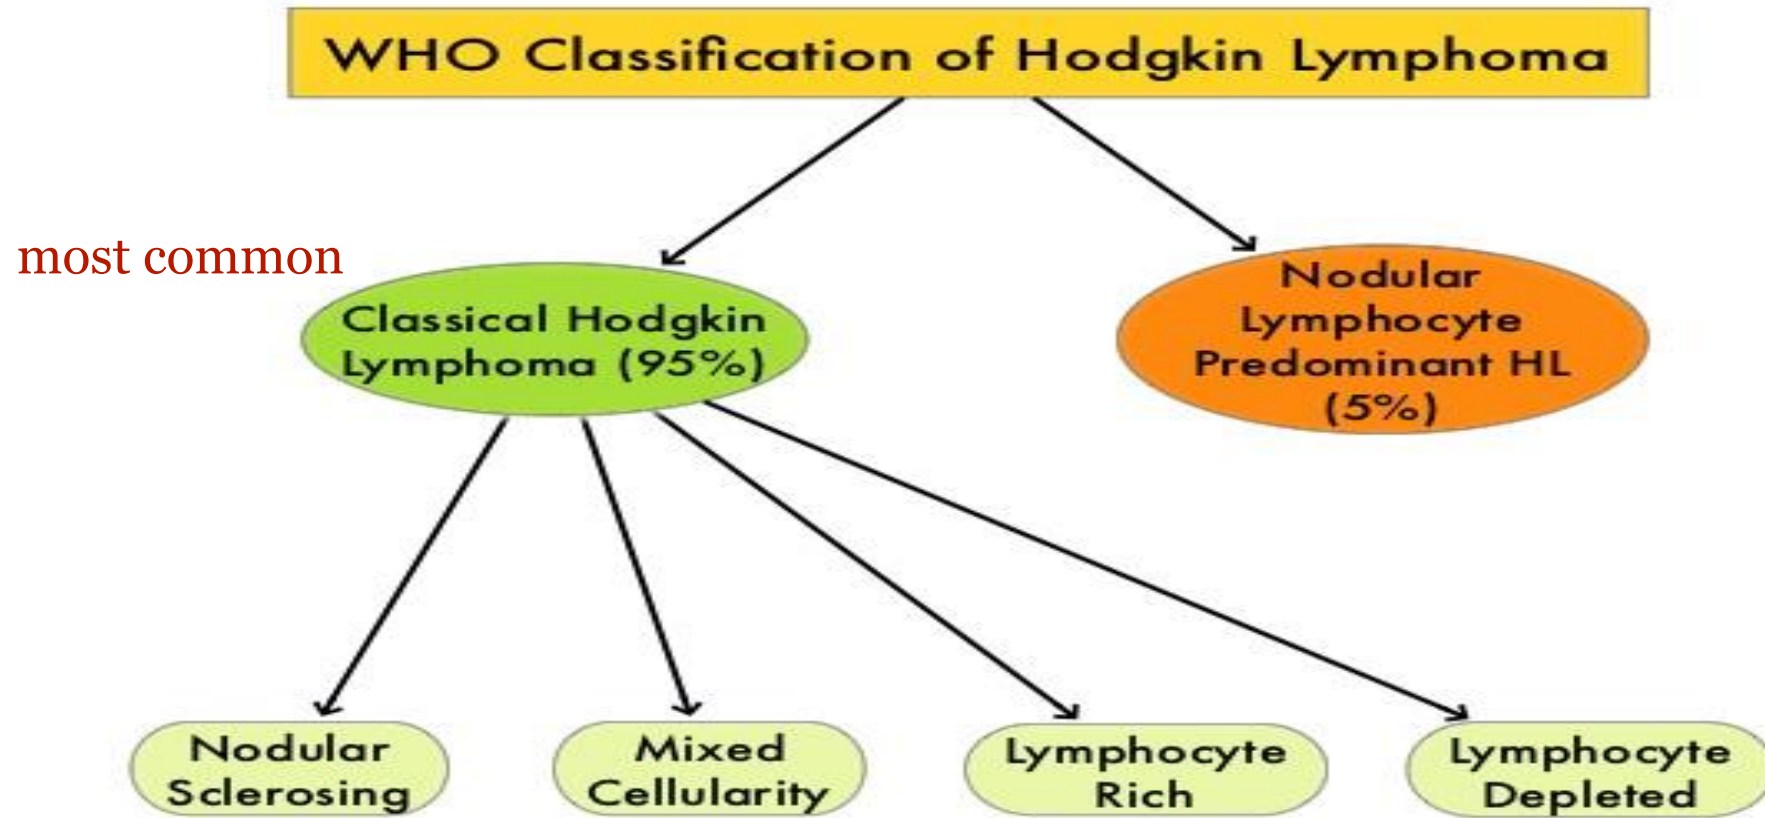 WHO Classification of Hodgkin Lymphoma
most common
Classical Hodgkin
Lymphoma (95%)
Nodular
Lymphocyte
Predominant HL
(5%)
Nodular
Sclerosing
Mixed
Cellularity
Lymphocyte
Rich
Lymphocyte
Depleted